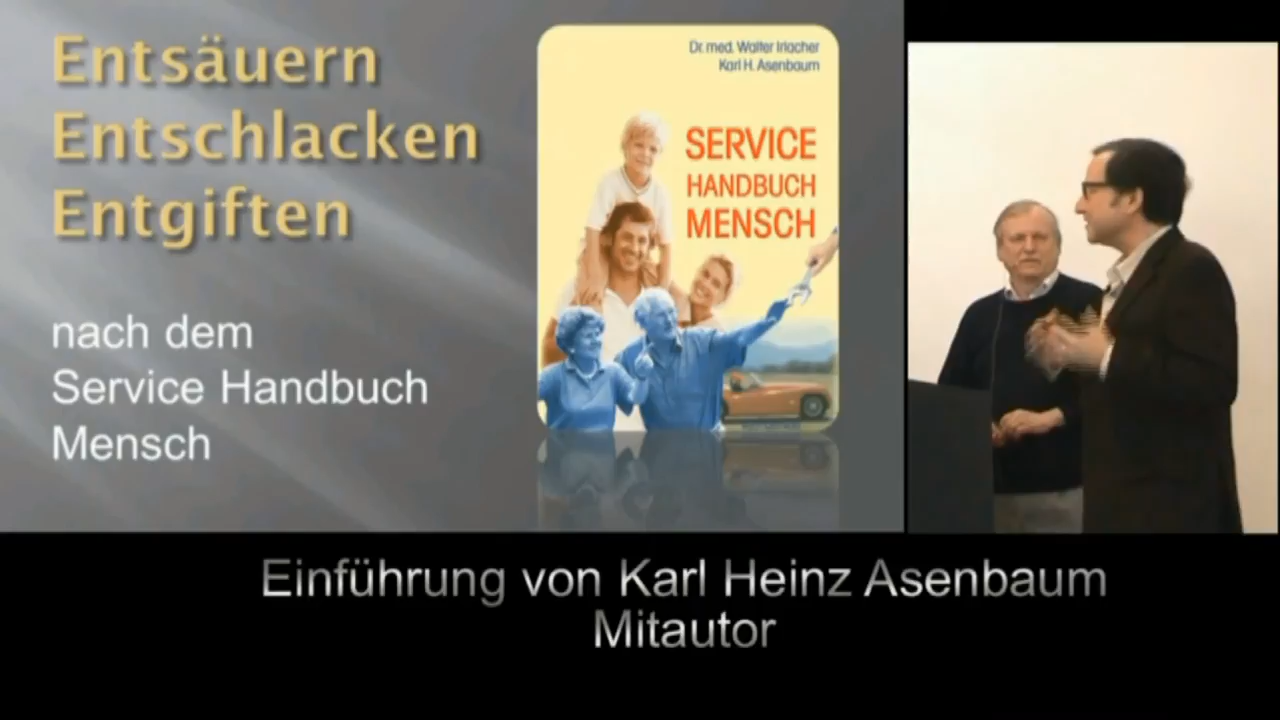 Entsäuern
Entschlacken
Entgiften
nach dem
Service Handbuch
Mensch
Dr. med. Walter Irlacher
Karl H. Asenbaum
SERVICE
HANDBUCH
MENSCH
Einführung von Karl Heinz Asenbaum
Mitautor